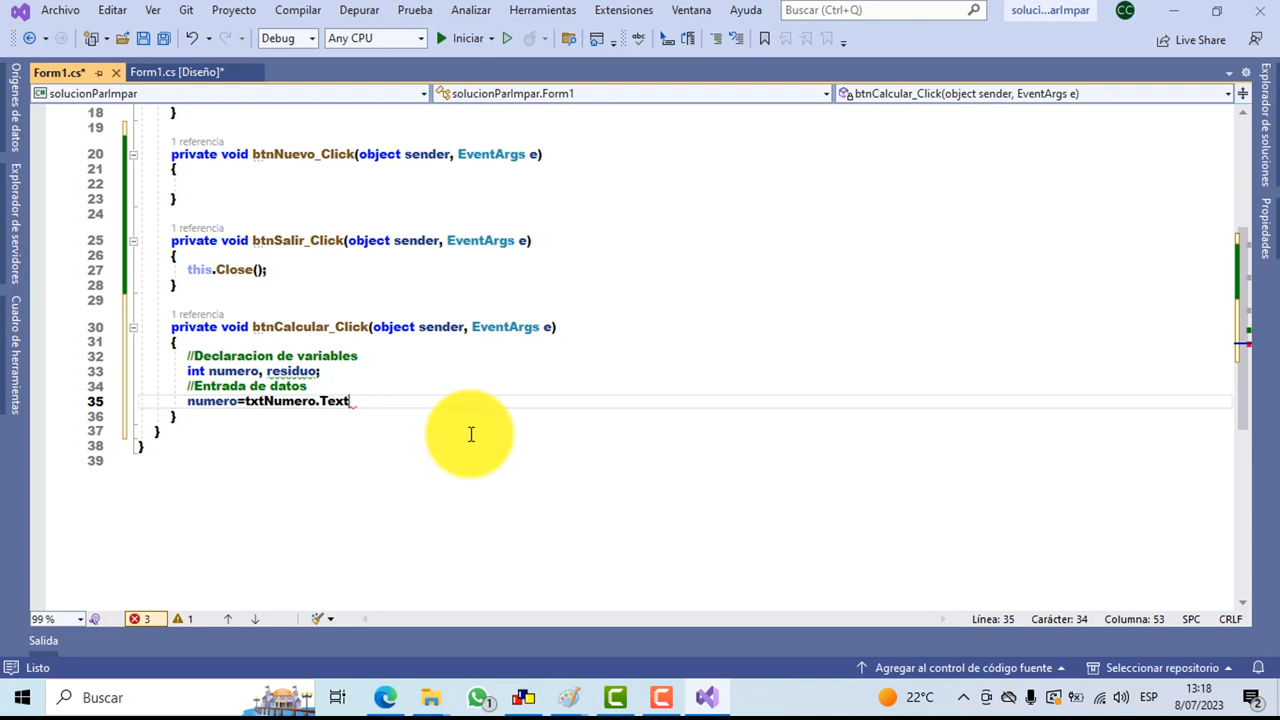 Archivo Editar Ver Git Proyecto Compilar Depurar Prueba Analizar Herramientas Extensiones Ventana Ayuda Buscar (Ctrl+Q) soluci...arImpar CC
Debug Any CPU Iniciar Live Share
Form1.cs* Form1.cs [Diseño]*
solucionParImpar solucionParImpar.Form1 btnCalcular_Click(object sender, EventArgs e)
Orígenes de datos
Explorador de servidores
Cuadro de herramientas
18 }
19
1 referencia
20 private void btnNuevo_Click(object sender, EventArgs e)
21 {
22
23 }
24
1 referencia
25 private void btnSalir_Click(object sender, EventArgs e)
26 {
27 this.Close();
28 }
29
1 referencia
30 private void btnCalcular_Click(object sender, EventArgs e)
31 {
32 //Declaracion de variables
33 int numero, residuo;
34 //Entrada de datos
35 numero=txtNumero.Text
36 }
37 }
38 }
39
Explorador de soluciones
Propiedades
99 % 3 1 Línea: 35 Carácter: 34 Columna: 53 SPC CRLF
Salida
Listo Agregar al control de código fuente Seleccionar repositorio
Buscar 1 22°C ESP 13:18
8/07/2023 2